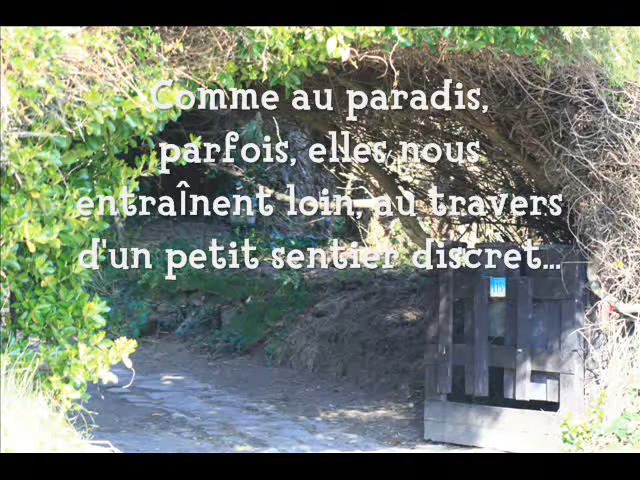 Comme au paradis,
parfois, elles nous
entraînent loin, au travers
d'un petit sentier discret...